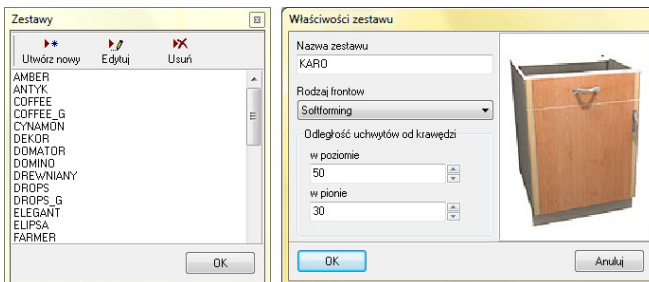 Zestawy
Utwórz nowy
Edytuj
Usuń
AMBER
ANTYK
COFFEE
COFFEE_G
CYNAMON
DEKOR
DOMATOR
DOMINO
DREWNIANY
DROPS
DROPS_G
ELEGANT
ELIPSA
FARMER
OK
Właściwości zestawu
Nazwa zestawu
KARO
Rodzaj frontow
Softforming
Odległość uchwytów od krawędzi
w poziomie
50
w pionie
30
OK
Anuluj